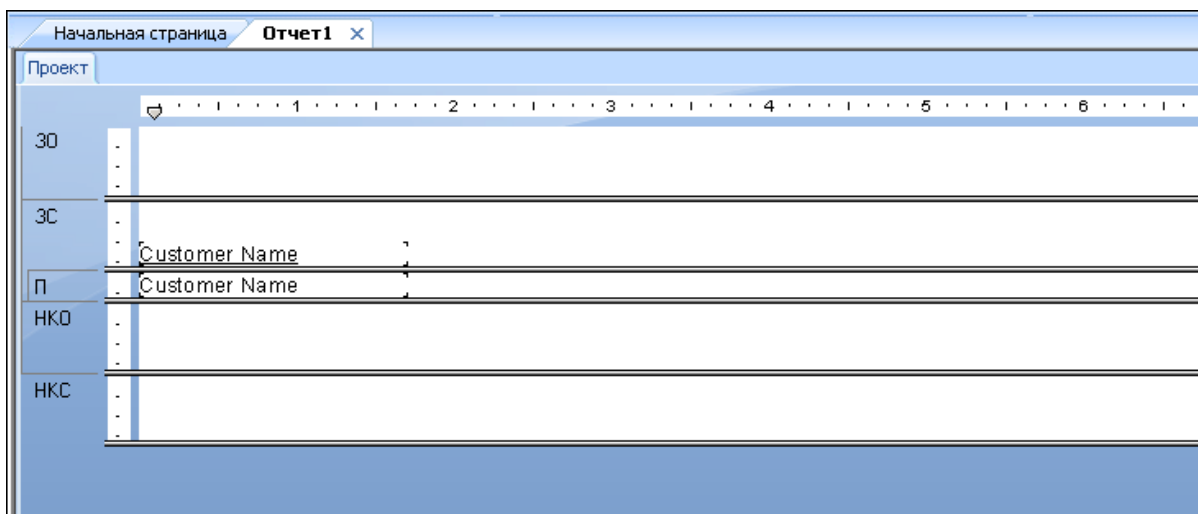 Начальная страница Отчет1
Проект
1 2 3 4 5 6
ЗО
ЗС
Customer Name
П Customer Name
НКО
НКС